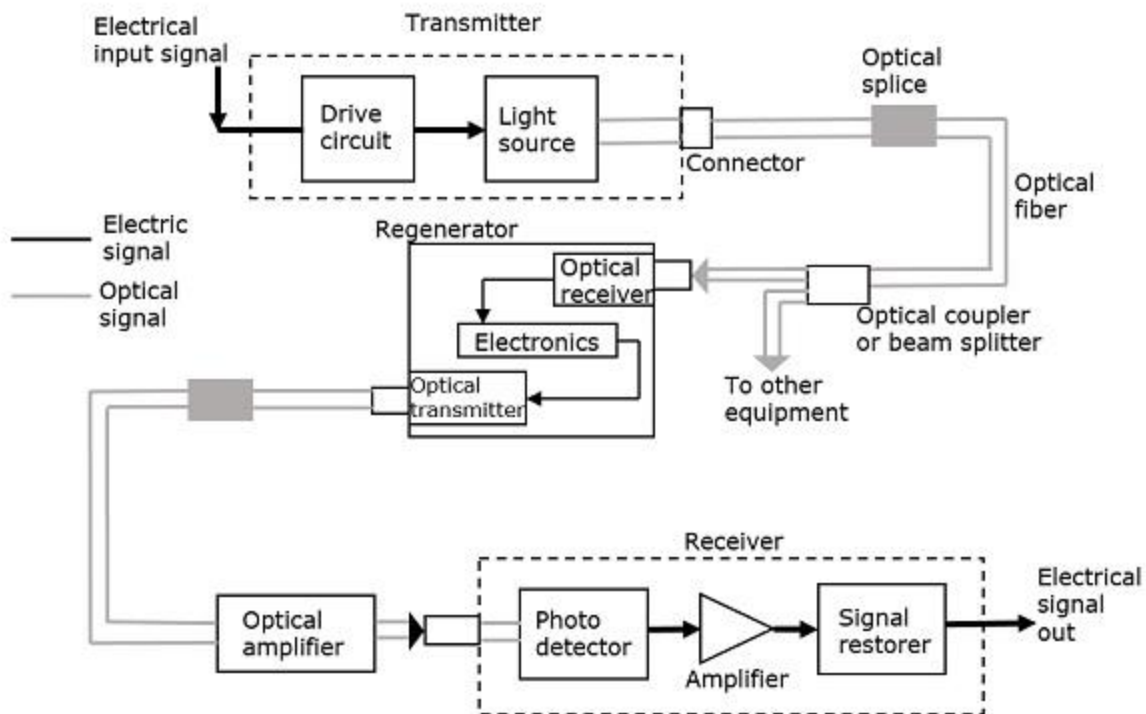 Electrical
input signal
Transmitter
Drive
circuit
Light
source
Connector
Optical
splice
Optical
fiber
Electric
signal
Optical
signal
Regenerator
Optical
receiver
Electronics
Optical
transmitter
Optical coupler
or beam splitter
To other
equipment
Receiver
Optical
amplifier
Photo
detector
Amplifier
Signal
restorer
Electrical
signal
out